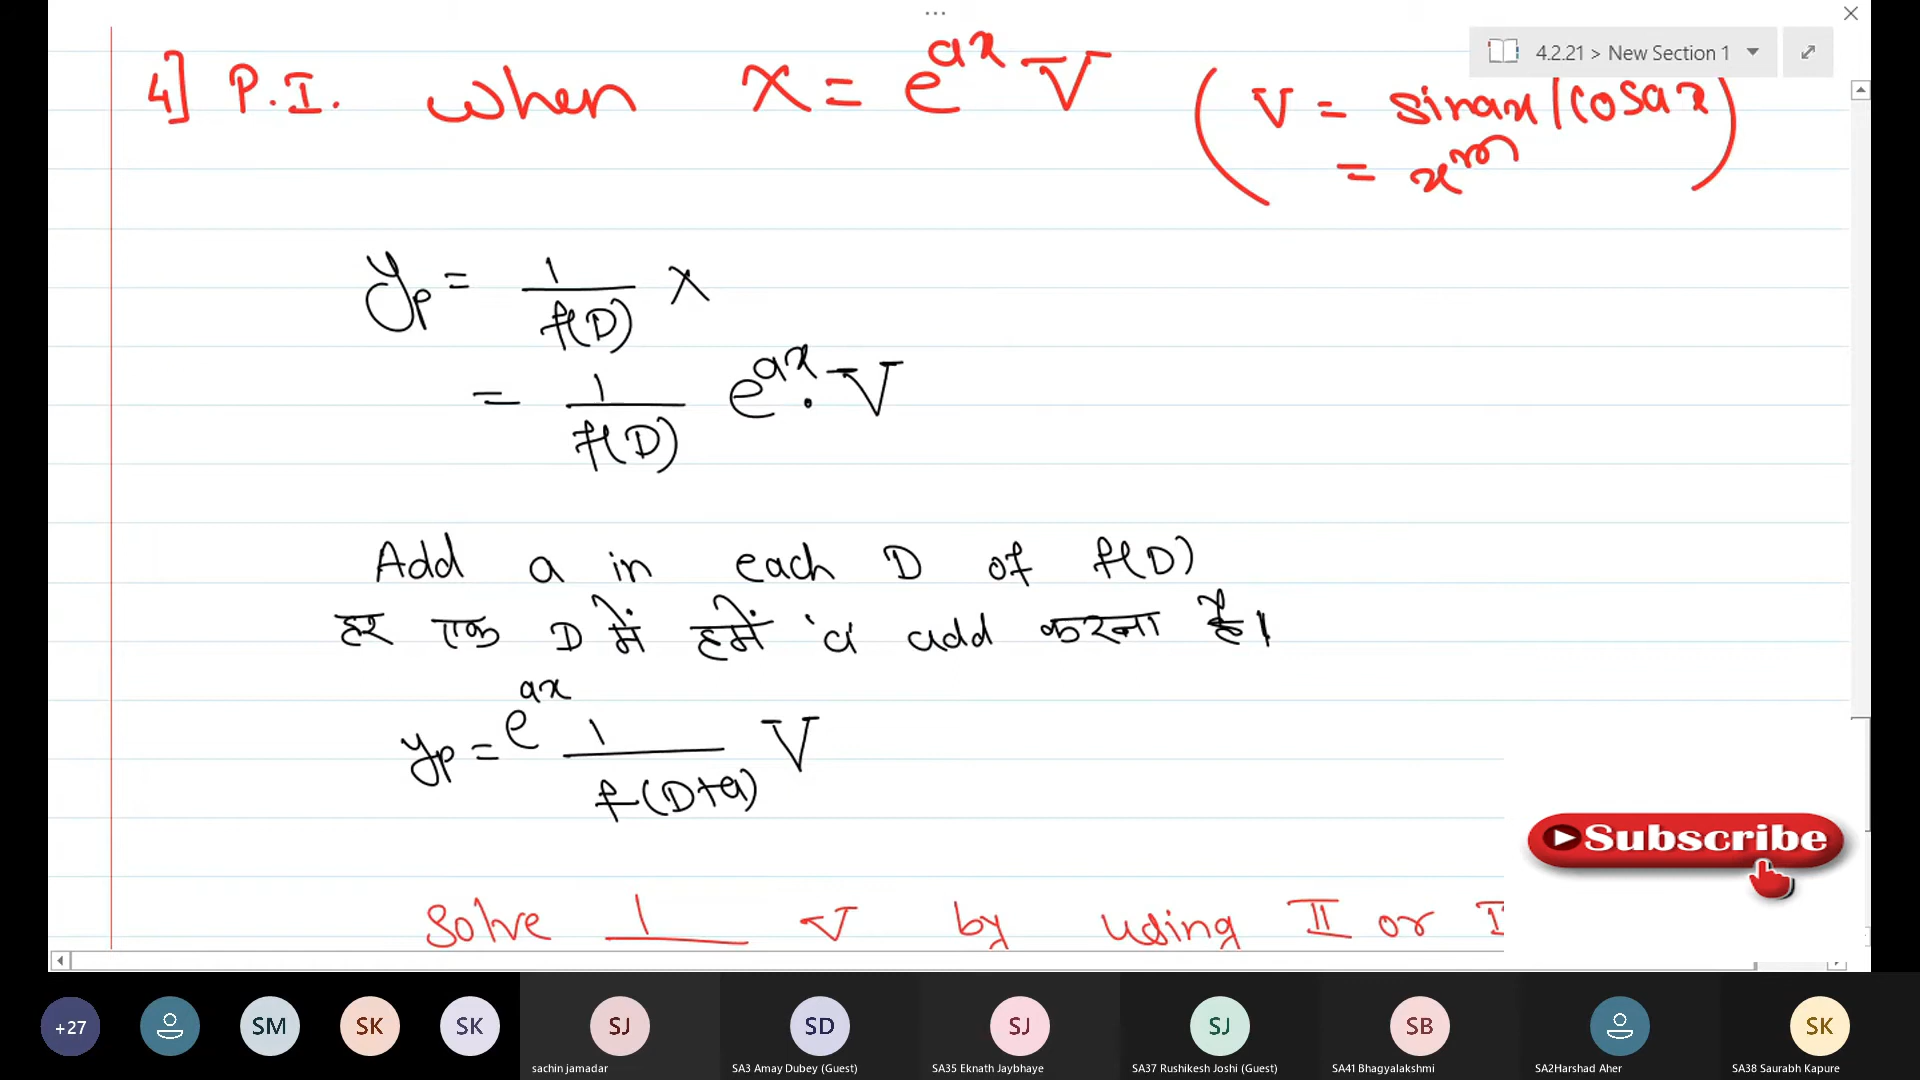 4.2.21 > New Section 1
4] P.I. when X = e^{ax} V ( V = sinax/cosax
= x^m )
y_p = 1/f(D) X
= 1/f(D) e^{ax} · V
Add a in each D of f(D)
हर एक D में हमें 'a' add करना है।
y_p = e^{ax} 1/f(D+a) V
Subscribe
Solve 1 V by using II or I
+27 SM SK SK SJ SD SJ SJ SB SK
sachin jamadar SA3 Amay Dubey (Guest) SA35 Eknath Jaybhaye SA37 Rushikesh Joshi (Guest) SA41 Bhagyalakshmi SA2Harshad Aher SA38 Saurabh Kapure